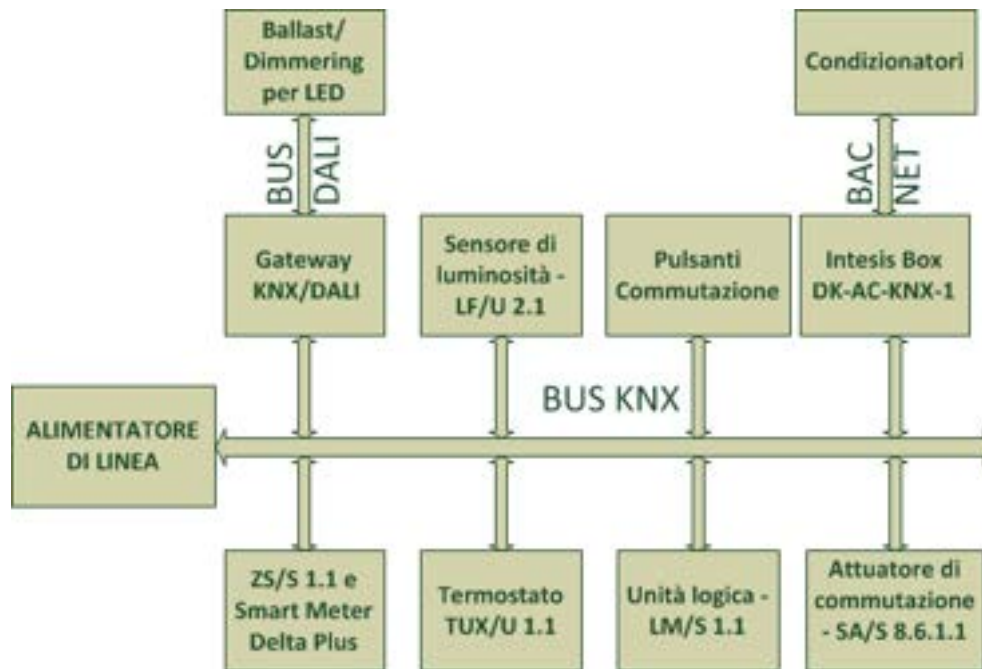 Ballast/
Dimmering
per LED
Condizionatori
BUS
DALI
BAC
NET
Gateway
KNX/DALI
Sensore di
luminosità -
LF/U 2.1
Pulsanti
Commutazione
Intesis Box
DK-AC-KNX-1
BUS KNX
ALIMENTATORE
DI LINEA
ZS/S 1.1 e
Smart Meter
Delta Plus
Termostato
TUX/U 1.1
Unità logica -
LM/S 1.1
Attuatore di
commutazione
- SA/S 8.6.1.1